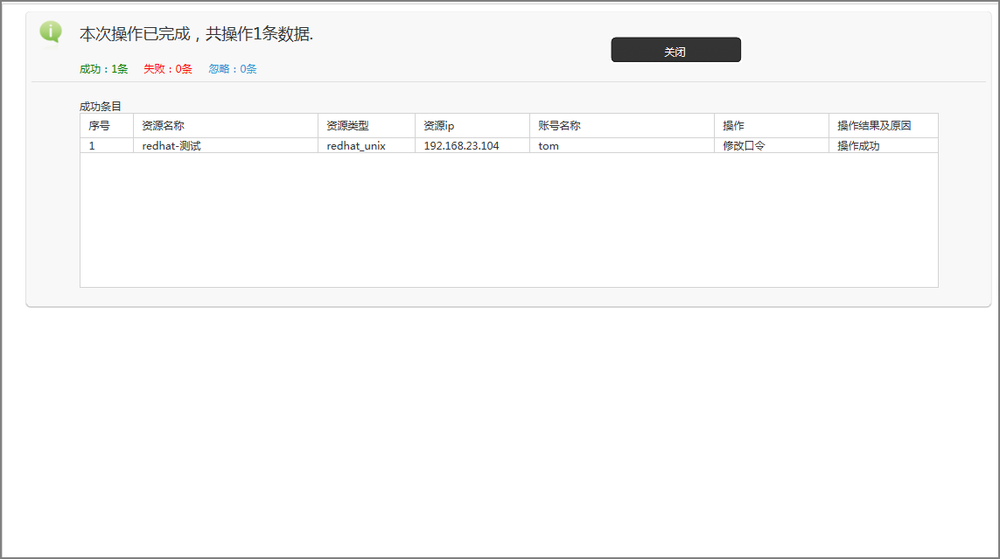 本次操作已完成，共操作1条数据.
关闭
成功：1条 失败：0条 忽略：0条
成功条目
序号 资源名称 资源类型 资源ip 账号名称 操作 操作结果及原因
1 redhat-测试 redhat_unix 192.168.23.104 tom 修改口令 操作成功